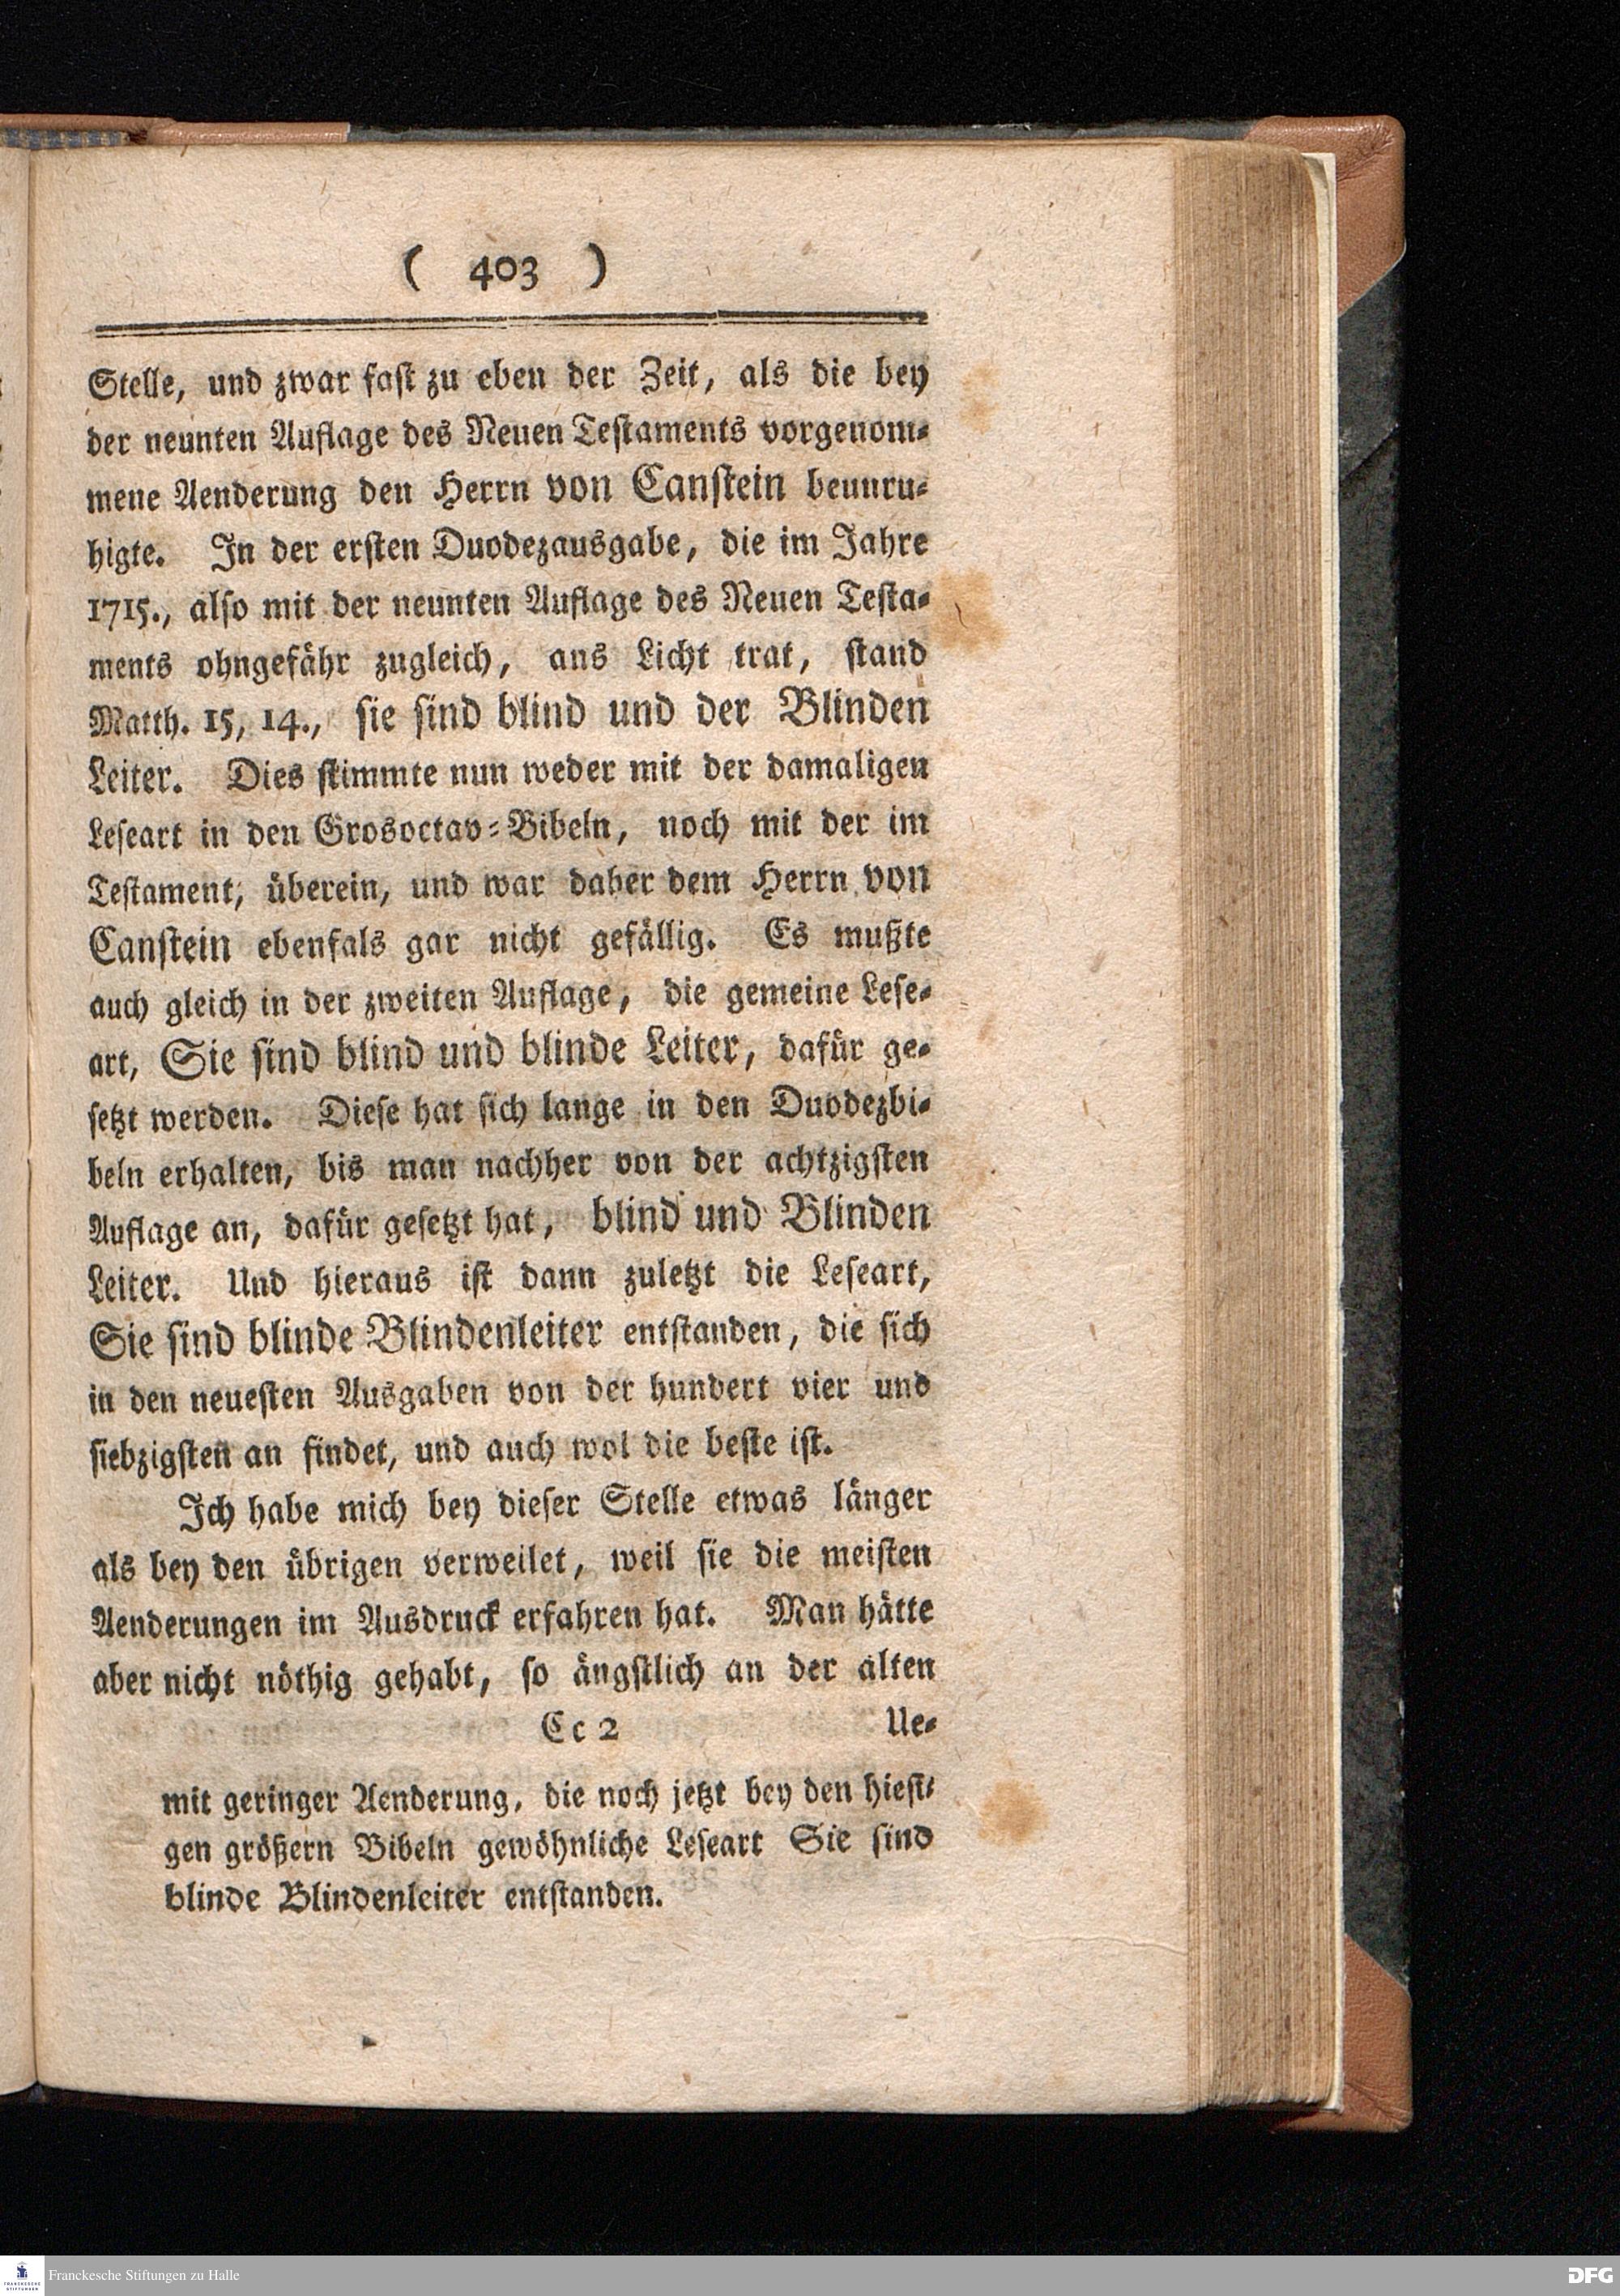 ( 403 )
Stelle, und zwar fast zu eben der Zeit, als die bey
der neunten Auflage des Neuen Testaments vorgenom-
mene Aenderung den Herrn von Canstein beunru-
higte. In der ersten Duodezausgabe, die im Jahre
1715., also mit der neunten Auflage des Neuen Testa-
ments ohngefähr zugleich, ans Licht trat, stand
Matth. 15, 14., sie sind blind und der Blinden
Leiter. Dies stimmte nun weder mit der damaligen
Leseart in den Grosoctav-Bibeln, noch mit der im
Testament, überein, und war daher dem Herrn von
Canstein ebenfals gar nicht gefällig. Es mußte
auch gleich in der zweiten Auflage, die gemeine Lese-
art, Sie sind blind und blinde Leiter, dafür ge-
setzt werden. Diese hat sich lange in den Duodezbi-
beln erhalten, bis man nachher von der achtzigsten
Auflage an, dafür gesetzt hat, blind und Blinden
Leiter. Und hieraus ist dann zuletzt die Leseart,
Sie sind blinde Blindenleiter entstanden, die sich
in den neuesten Ausgaben von der hundert vier und
siebzigsten an findet, und auch wol die beste ist.
Ich habe mich bey dieser Stelle etwas länger
als bey den übrigen verweilet, weil sie die meisten
Aenderungen im Ausdruck erfahren hat. Man hätte
aber nicht nöthig gehabt, so ängstlich an der alten
Cc 2 Ue-
mit geringer Aenderung, die noch jetzt bey den hiesi-
gen größern Bibeln gewöhnliche Leseart Sie sind
blinde Blindenleiter entstanden.
FRANCKESCHE STIFTUNGEN
Franckesche Stiftungen zu Halle
DFG